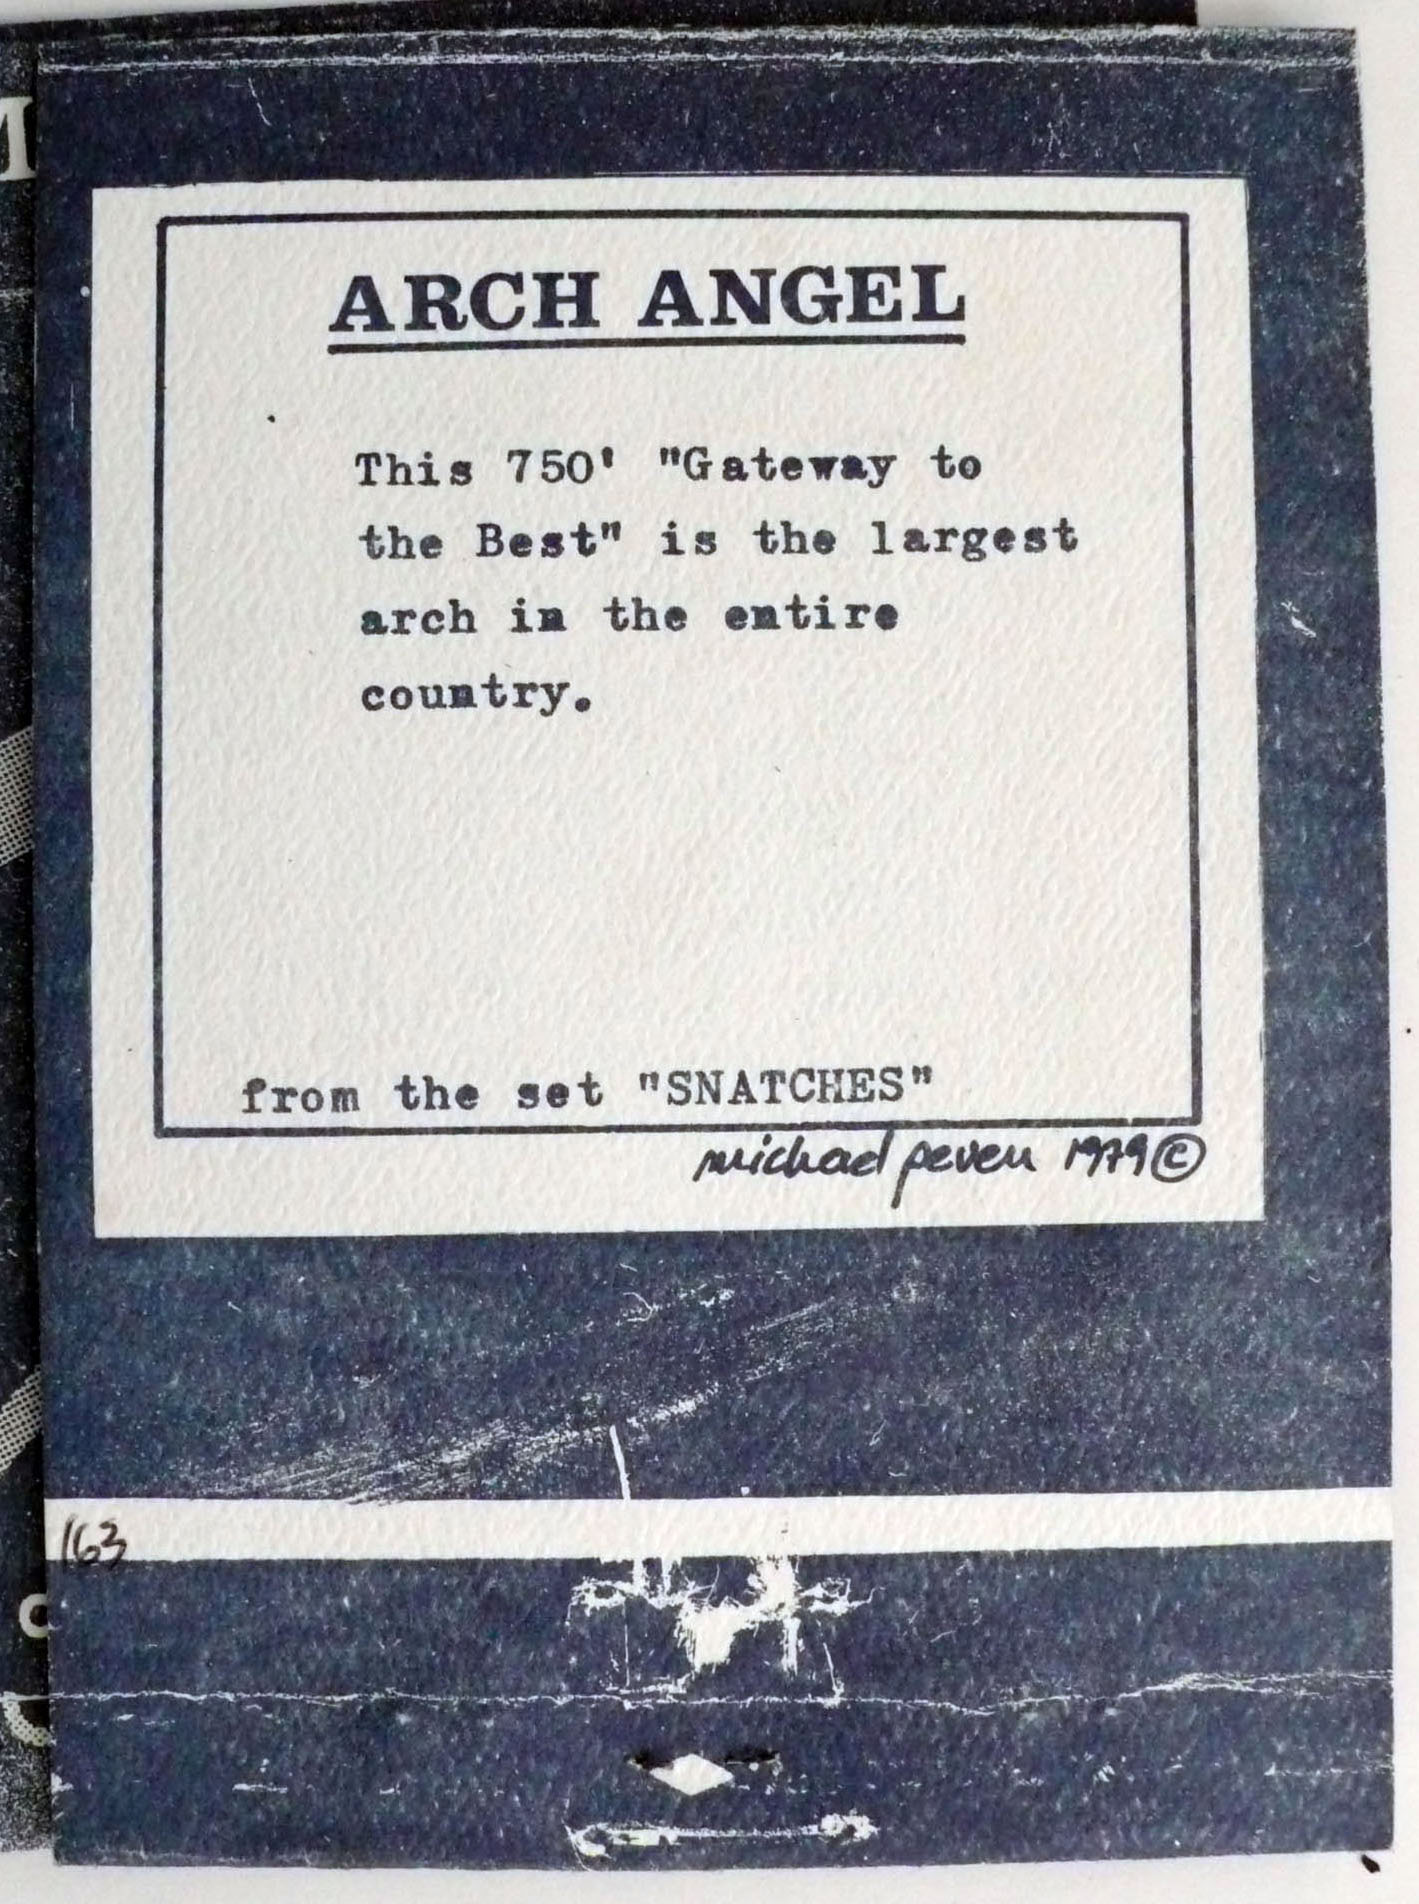 ARCH ANGEL
This 750' "Gateway to
the Best" is the largest
arch in the entire
country.
from the set "SNATCHES"
michael peven 1979©
163